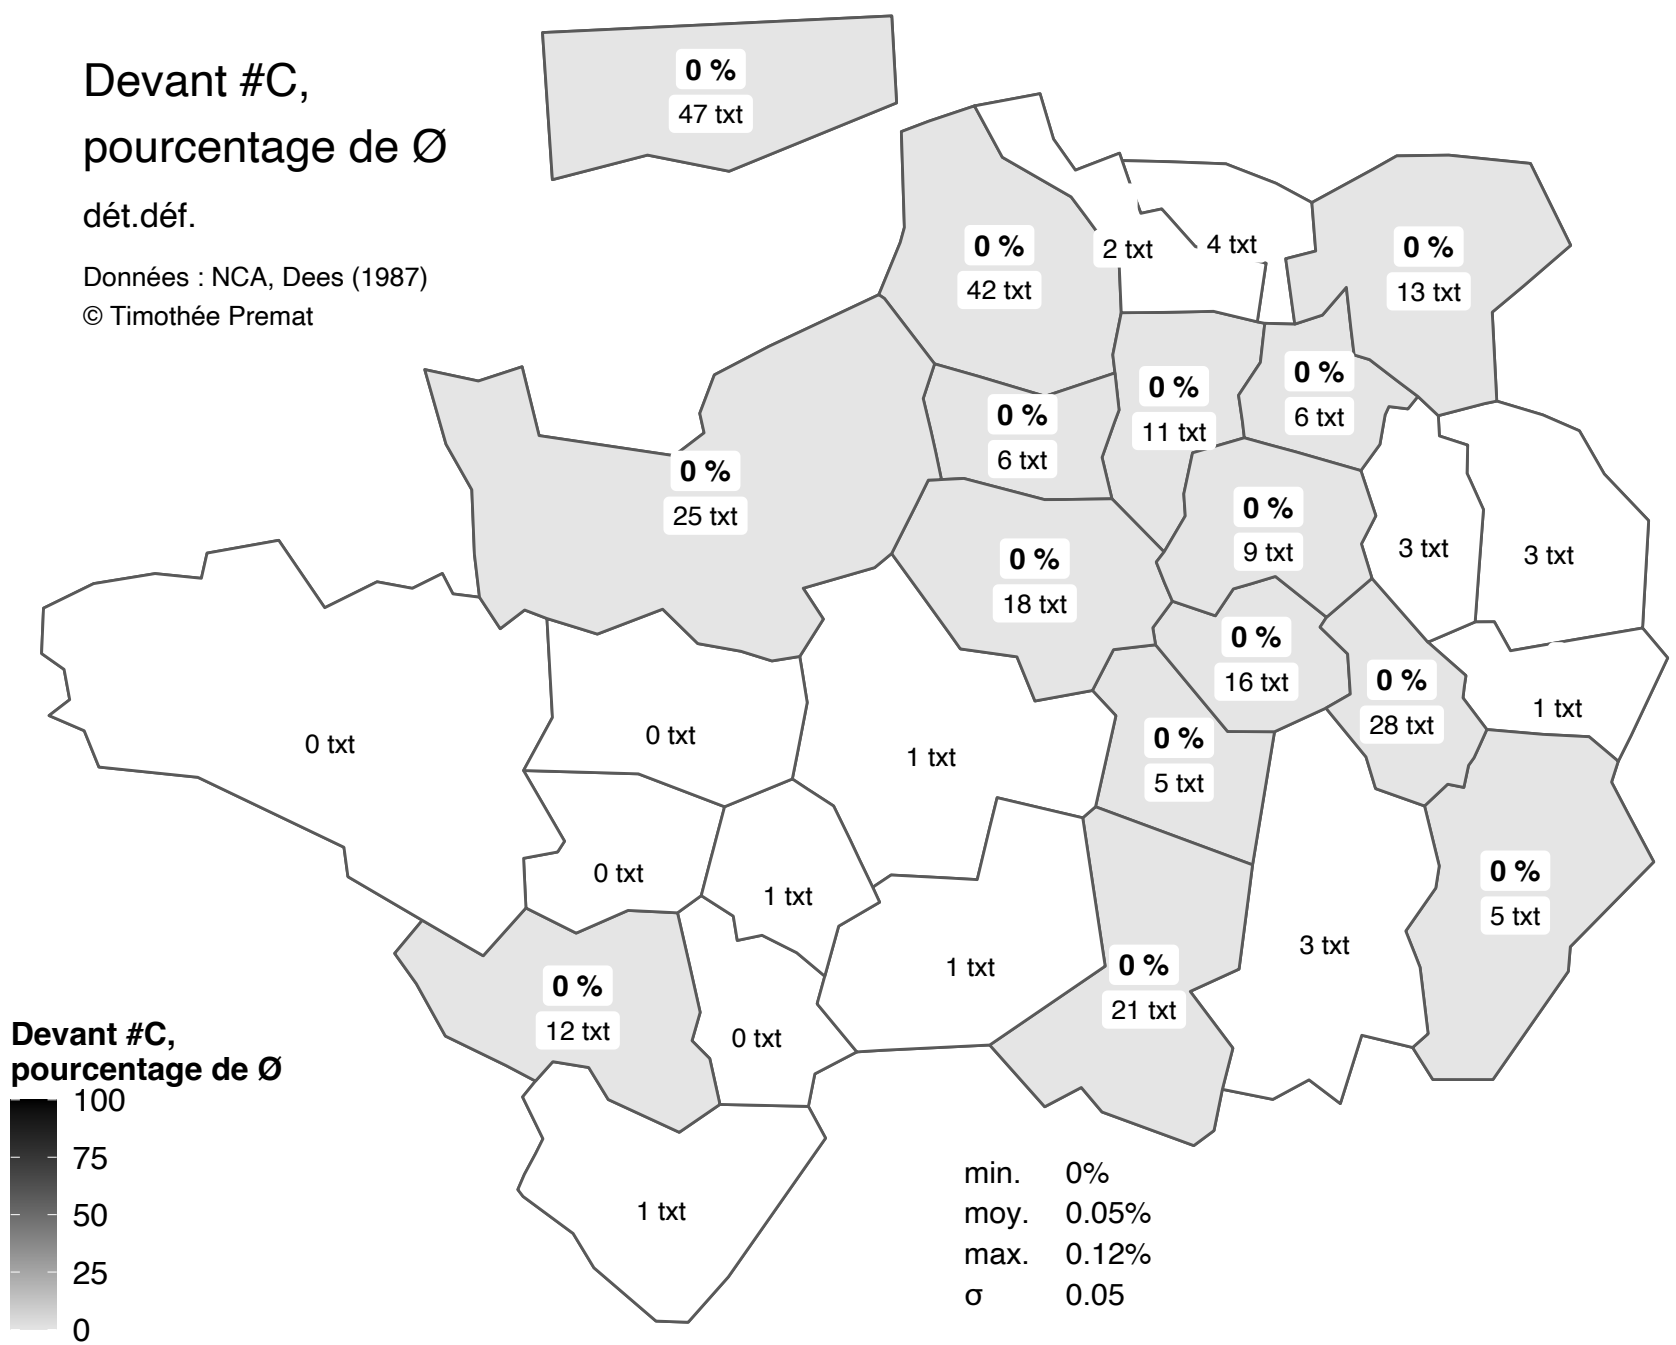 Devant #C,
pourcentage de Ø
dét.déf.
Données : NCA, Dees (1987)
© Timothée Premat
0 %
47 txt
0 %
42 txt
2 txt
4 txt
0 %
13 txt
0 %
25 txt
0 %
6 txt
0 %
11 txt
0 %
6 txt
0 %
18 txt
0 %
9 txt
3 txt
3 txt
0 %
16 txt
0 %
28 txt
1 txt
0 txt
0 txt
1 txt
0 %
5 txt
0 txt
1 txt
1 txt
0 %
21 txt
3 txt
0 %
5 txt
0 %
12 txt
0 txt
1 txt
Devant #C,
pourcentage de Ø
100
75
50
25
0
min. 0%
moy. 0.05%
max. 0.12%
σ 0.05